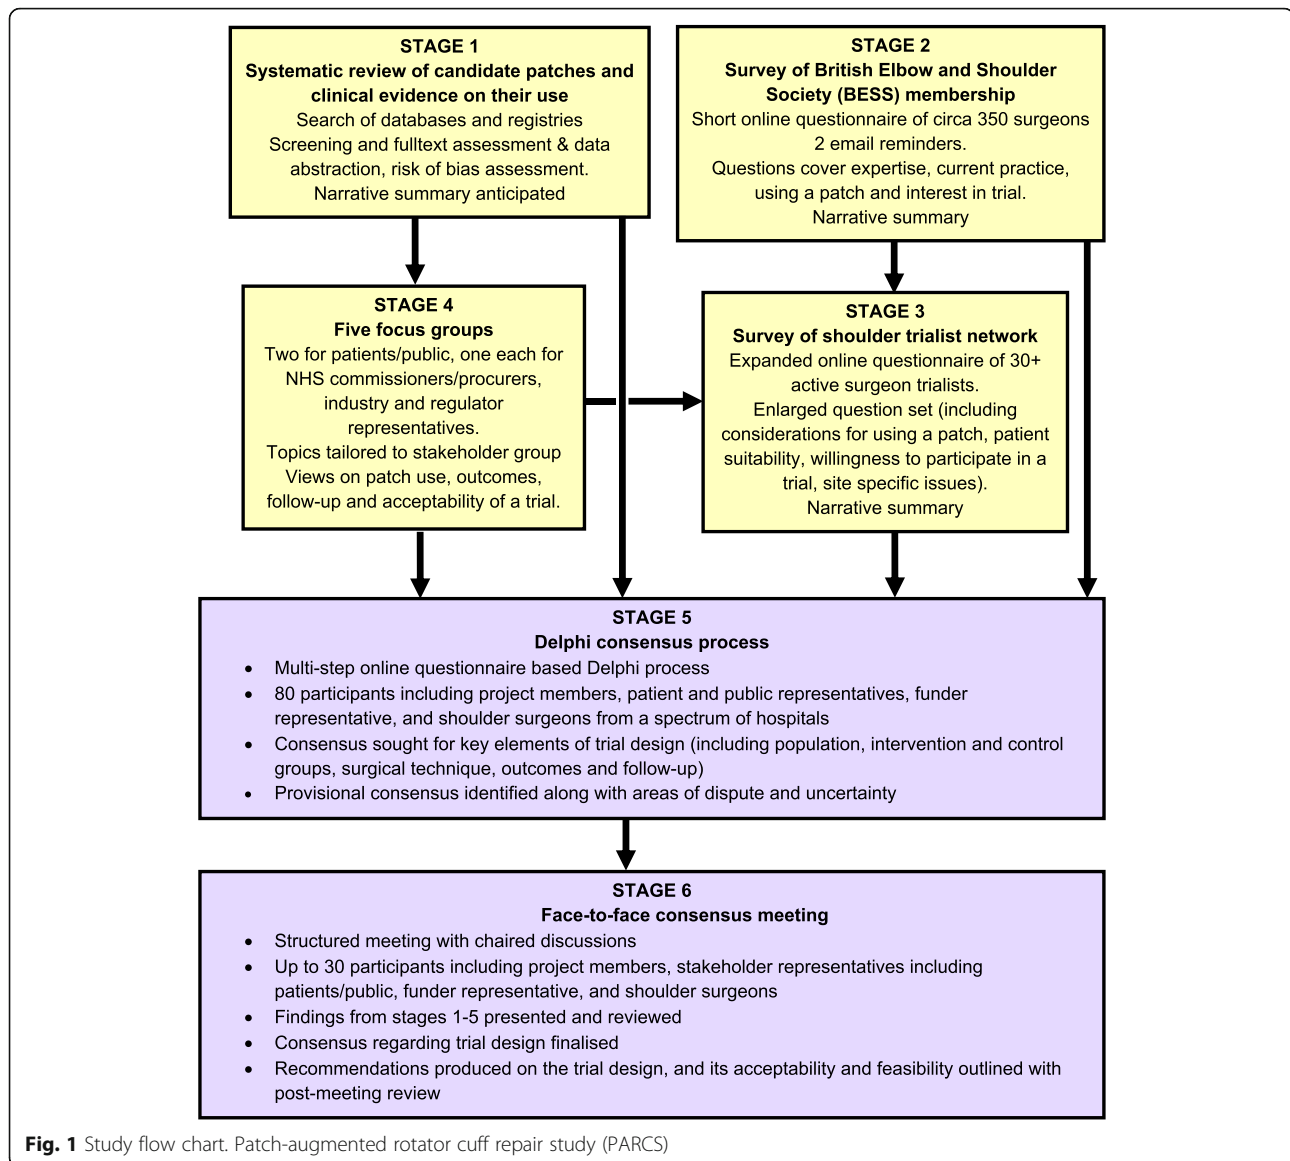 STAGE 1
Systematic review of candidate patches and
clinical evidence on their use
Search of databases and registries
Screening and fulltext assessment & data
abstraction, risk of bias assessment.
Narrative summary anticipated
STAGE 2
Survey of British Elbow and Shoulder
Society (BESS) membership
Short online questionnaire of circa 350 surgeons
2 email reminders.
Questions cover expertise, current practice,
using a patch and interest in trial.
Narrative summary
STAGE 4
Five focus groups
Two for patients/public, one each for
NHS commissioners/procurers,
industry and regulator
representatives.
Topics tailored to stakeholder group
Views on patch use, outcomes,
follow-up and acceptability of a trial.
STAGE 3
Survey of shoulder trialist network
Expanded online questionnaire of 30+
active surgeon trialists.
Enlarged question set (including
considerations for using a patch, patient
suitability, willingness to participate in a
trial, site specific issues).
Narrative summary
STAGE 5
Delphi consensus process
• Multi-step online questionnaire based Delphi process
• 80 participants including project members, patient and public representatives, funder
representative, and shoulder surgeons from a spectrum of hospitals
• Consensus sought for key elements of trial design (including population, intervention and control
groups, surgical technique, outcomes and follow-up)
• Provisional consensus identified along with areas of dispute and uncertainty
STAGE 6
Face-to-face consensus meeting
• Structured meeting with chaired discussions
• Up to 30 participants including project members, stakeholder representatives including
patients/public, funder representative, and shoulder surgeons
• Findings from stages 1-5 presented and reviewed
• Consensus regarding trial design finalised
• Recommendations produced on the trial design, and its acceptability and feasibility outlined with
post-meeting review
Fig. 1 Study flow chart. Patch-augmented rotator cuff repair study (PARCS)